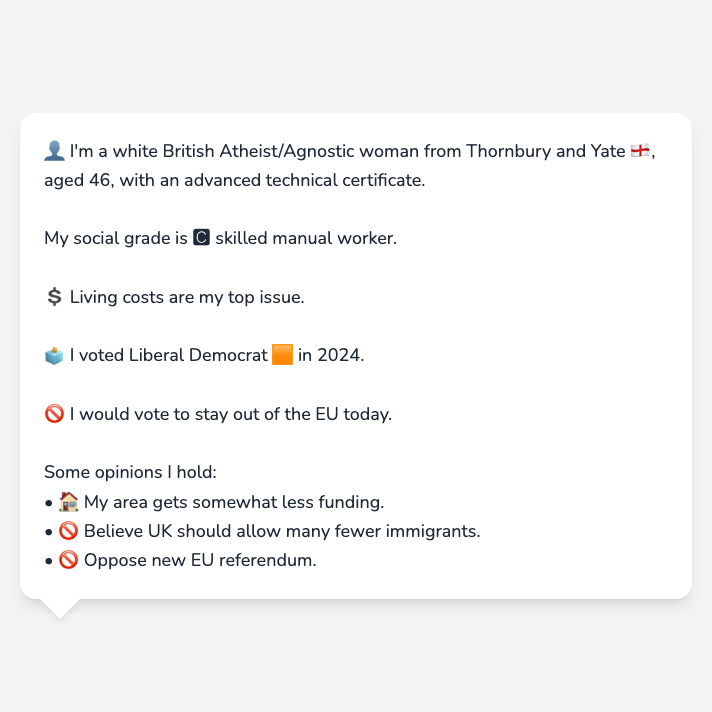 👤 I'm a white British Atheist/Agnostic woman from Thornbury and Yate 🏴󠁧󠁢󠁥󠁮󠁧󠁿,
aged 46, with an advanced technical certificate.
My social grade is 🅲 skilled manual worker.
💲 Living costs are my top issue.
🗳️ I voted Liberal Democrat 🟧 in 2024.
🚫 I would vote to stay out of the EU today.
Some opinions I hold:
• 🏠 My area gets somewhat less funding.
• 🚫 Believe UK should allow many fewer immigrants.
• 🚫 Oppose new EU referendum.